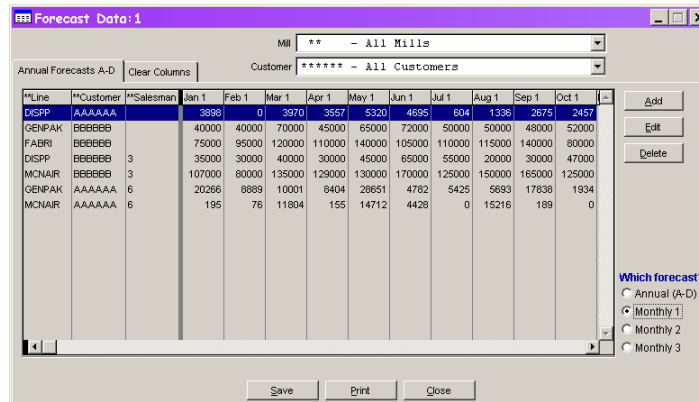 Forecast Data:1
Mill ** - All Mills
Annual Forecasts A-D Clear Columns Customer ****** - All Customers
**Line **Customer **Salesman Jan 1 Feb 1 Mar 1 Apr 1 May 1 Jun 1 Jul 1 Aug 1 Sep 1 Oct 1
DISPP AAAAAA 3898 0 3970 3557 5320 4695 604 1336 2675 2457
GENPAK BBBBBB 40000 40000 70000 45000 65000 72000 50000 50000 48000 52000
FABRI BBBBBB 75000 95000 120000 110000 140000 105000 110000 115000 140000 80000
DISPP BBBBBB 3 35000 30000 40000 30000 45000 65000 55000 20000 30000 47000
MCNAIR BBBBBB 3 107000 80000 135000 129000 130000 170000 125000 150000 165000 125000
GENPAK AAAAAA 6 20266 8889 10001 8404 28651 4782 5425 5693 17838 1934
MCNAIR AAAAAA 6 195 76 11804 155 14712 4428 0 15216 189 0
Add
Edit
Delete
Which forecast?
Annual (A-D)
Monthly 1
Monthly 2
Monthly 3
Save Print Close